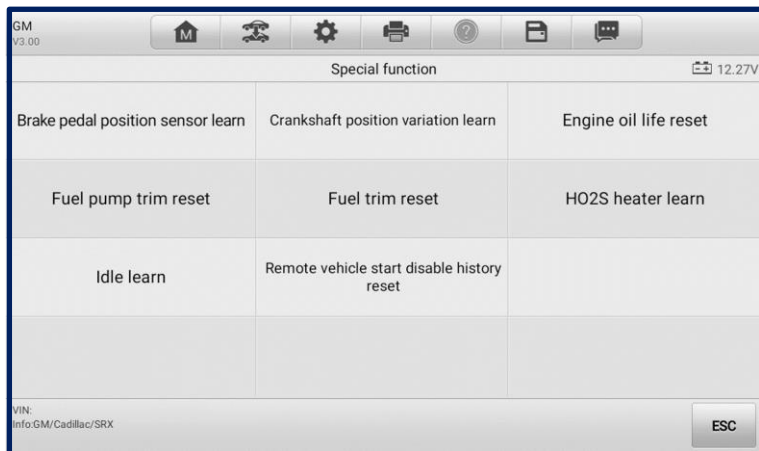 GM
V3.00
M
?
Special function
12.27V
Brake pedal position sensor learn
Crankshaft position variation learn
Engine oil life reset
Fuel pump trim reset
Fuel trim reset
HO2S heater learn
Idle learn
Remote vehicle start disable history
reset
VIN:
Info:GM/Cadillac/SRX
ESC